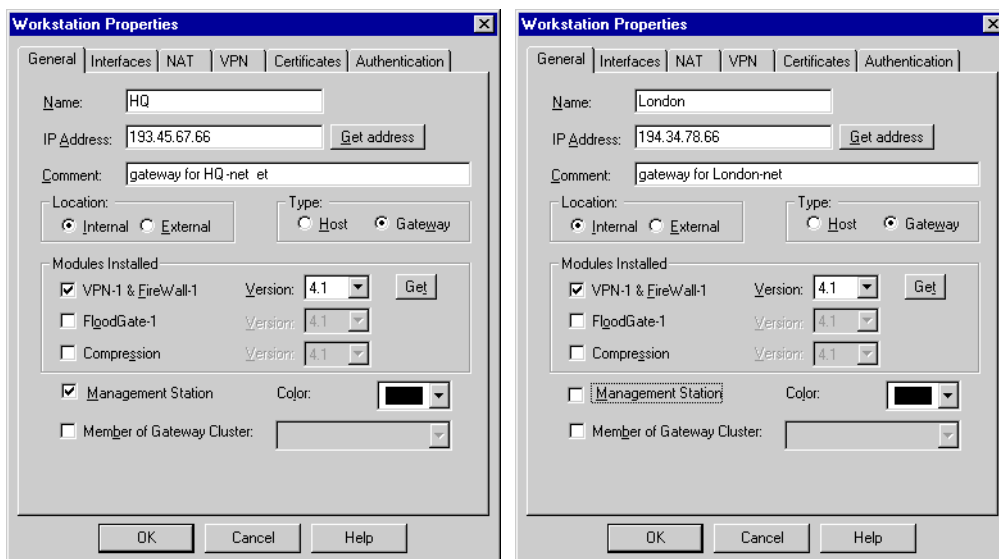 Workstation Properties
General Interfaces NAT VPN Certificates Authentication
Name: HQ
IP Address: 193.45.67.66 Get address
Comment: gateway for HQ-net et
Location: Type:
Internal External Host Gateway
Modules Installed
VPN-1 & FireWall-1 Version: 4.1 Get
FloodGate-1 Version: 4.1
Compression Version: 4.1
Management Station Color:
Member of Gateway Cluster:
OK Cancel Help
Workstation Properties
General Interfaces NAT VPN Certificates Authentication
Name: London
IP Address: 194.34.78.66 Get address
Comment: gateway for London-net
Location: Type:
Internal External Host Gateway
Modules Installed
VPN-1 & FireWall-1 Version: 4.1 Get
FloodGate-1 Version: 4.1
Compression Version: 4.1
Management Station Color:
Member of Gateway Cluster:
OK Cancel Help